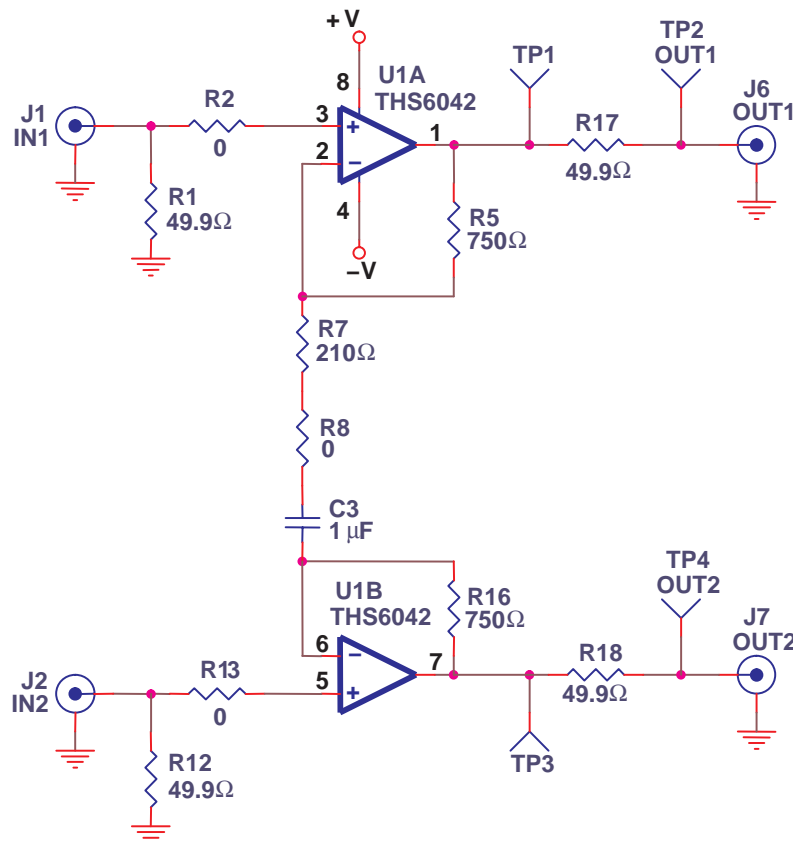 +V
8
U1A
THS6042
TP1
TP2
OUT1
J6
OUT1
J1
IN1
R2
0
3
2
1
4
–V
R1
49.9Ω
R17
49.9Ω
R5
750Ω
R7
210Ω
R8
0
C3
1 μF
U1B
THS6042
R16
750Ω
TP4
OUT2
J7
OUT2
6
5
7
R18
49.9Ω
J2
IN2
R13
0
TP3
R12
49.9Ω
+
−
−
+